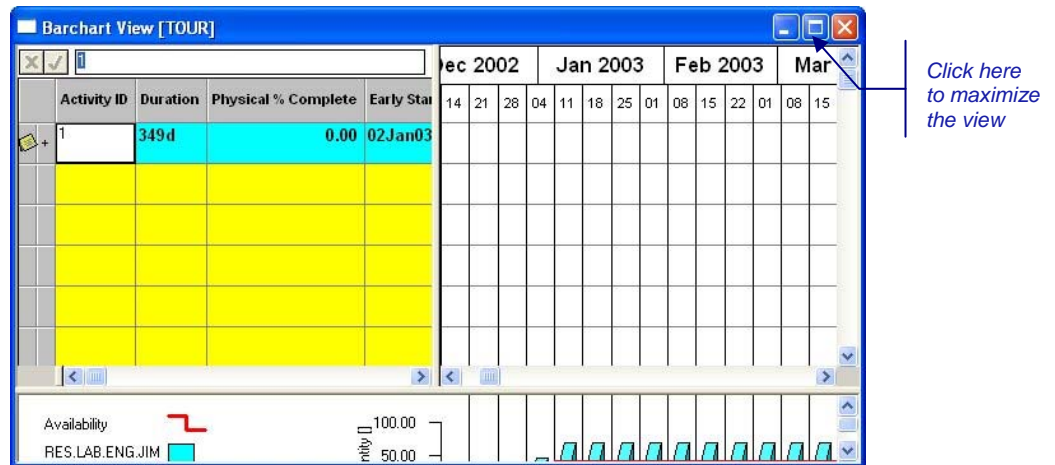 Barchart View [TOUR]
1
Dec 2002 Jan 2003 Feb 2003 Mar
Activity ID Duration Physical % Complete Early Star
14 21 28 04 11 18 25 01 08 15 22 01 08 15
1 349d 0.00 02Jan03
Click here
to maximize
the view
Availability
RES.LAB.ENG.JIM
100.00
50.00
ntity []